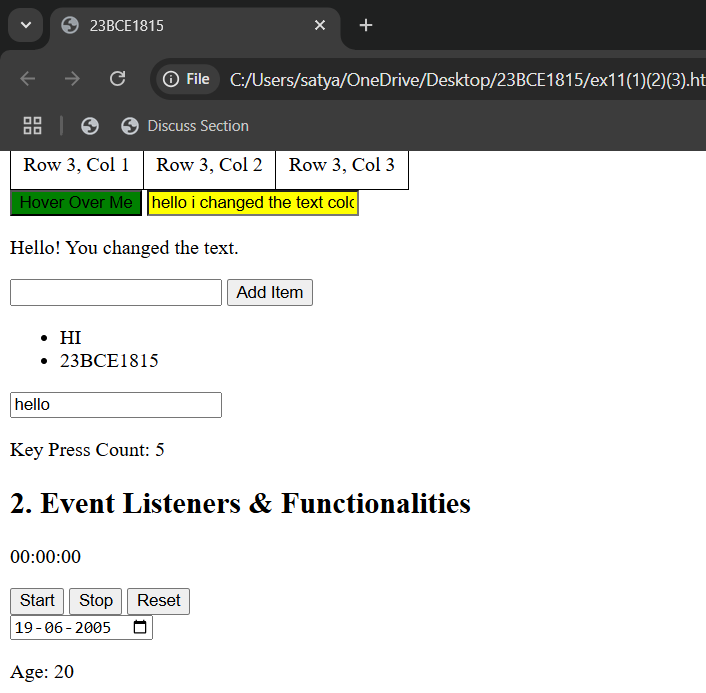 23BCE1815
File C:/Users/satya/OneDrive/Desktop/23BCE1815/ex11(1)(2)(3).ht
Discuss Section
Row 3, Col 1 Row 3, Col 2 Row 3, Col 3
Hover Over Me hello i changed the text colo
Hello! You changed the text.
Add Item
HI
23BCE1815
hello
Key Press Count: 5
2. Event Listeners & Functionalities
00:00:00
Start Stop Reset
19-06-2005
Age: 20